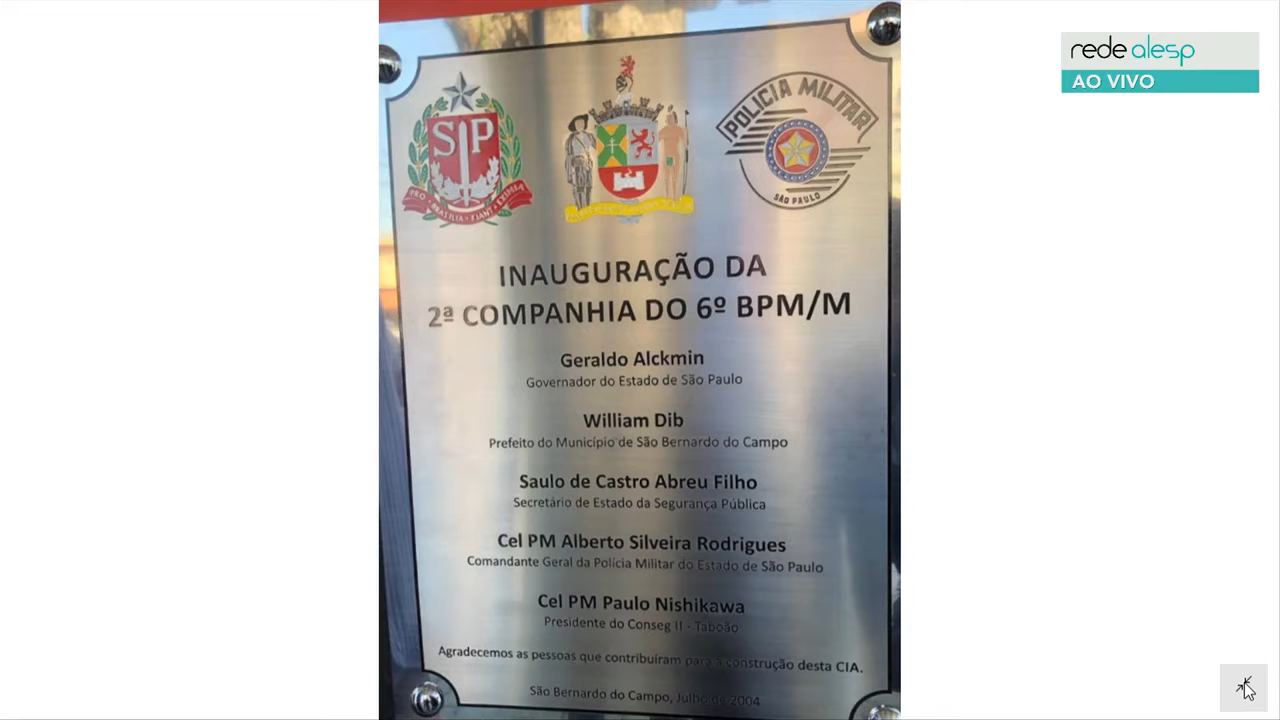 rede alesp
AO VIVO
SP
PRO · BRASILIA · FIANT · EXIMIA
POLÍCIA MILITAR
SÃO PAULO
INAUGURAÇÃO DA
2ª COMPANHIA DO 6º BPM/M
Geraldo Alckmin
Governador do Estado de São Paulo
William Dib
Prefeito do Município de São Bernardo do Campo
Saulo de Castro Abreu Filho
Secretário de Estado da Segurança Pública
Cel PM Alberto Silveira Rodrigues
Comandante Geral da Polícia Militar do Estado de São Paulo
Cel PM Paulo Nishikawa
Presidente do Conseg II - Taboão
Agradecemos as pessoas que contribuíram para a construção desta CIA.
São Bernardo do Campo, Julho de 2004